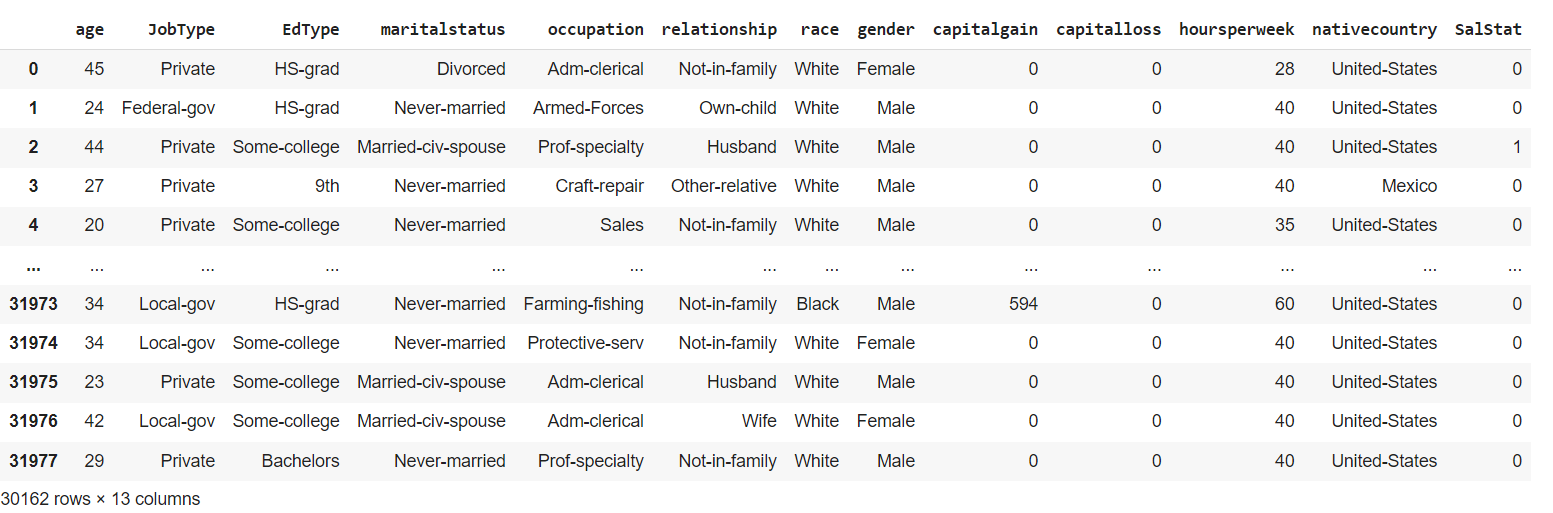 age JobType EdType maritalstatus occupation relationship race gender capitalgain capitalloss hoursperweek nativecountry SalStat
0 45 Private HS-grad Divorced Adm-clerical Not-in-family White Female 0 0 28 United-States 0
1 24 Federal-gov HS-grad Never-married Armed-Forces Own-child White Male 0 0 40 United-States 0
2 44 Private Some-college Married-civ-spouse Prof-specialty Husband White Male 0 0 40 United-States 1
3 27 Private 9th Never-married Craft-repair Other-relative White Male 0 0 40 Mexico 0
4 20 Private Some-college Never-married Sales Not-in-family White Male 0 0 35 United-States 0
... ... ... ... ... ... ... ... ... ... ... ... ... ...
31973 34 Local-gov HS-grad Never-married Farming-fishing Not-in-family Black Male 594 0 60 United-States 0
31974 34 Local-gov Some-college Never-married Protective-serv Not-in-family White Female 0 0 40 United-States 0
31975 23 Private Some-college Married-civ-spouse Adm-clerical Husband White Male 0 0 40 United-States 0
31976 42 Local-gov Some-college Married-civ-spouse Adm-clerical Wife White Female 0 0 40 United-States 0
31977 29 Private Bachelors Never-married Prof-specialty Not-in-family White Male 0 0 40 United-States 0
30162 rows × 13 columns